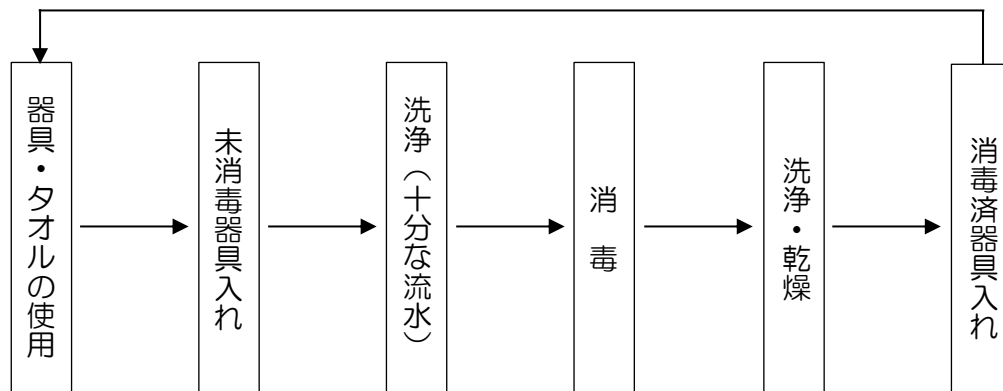 器具・タオルの使用
未消毒器具入れ
洗浄（十分な流水）
消毒
洗浄・乾燥
消毒済器具入れ